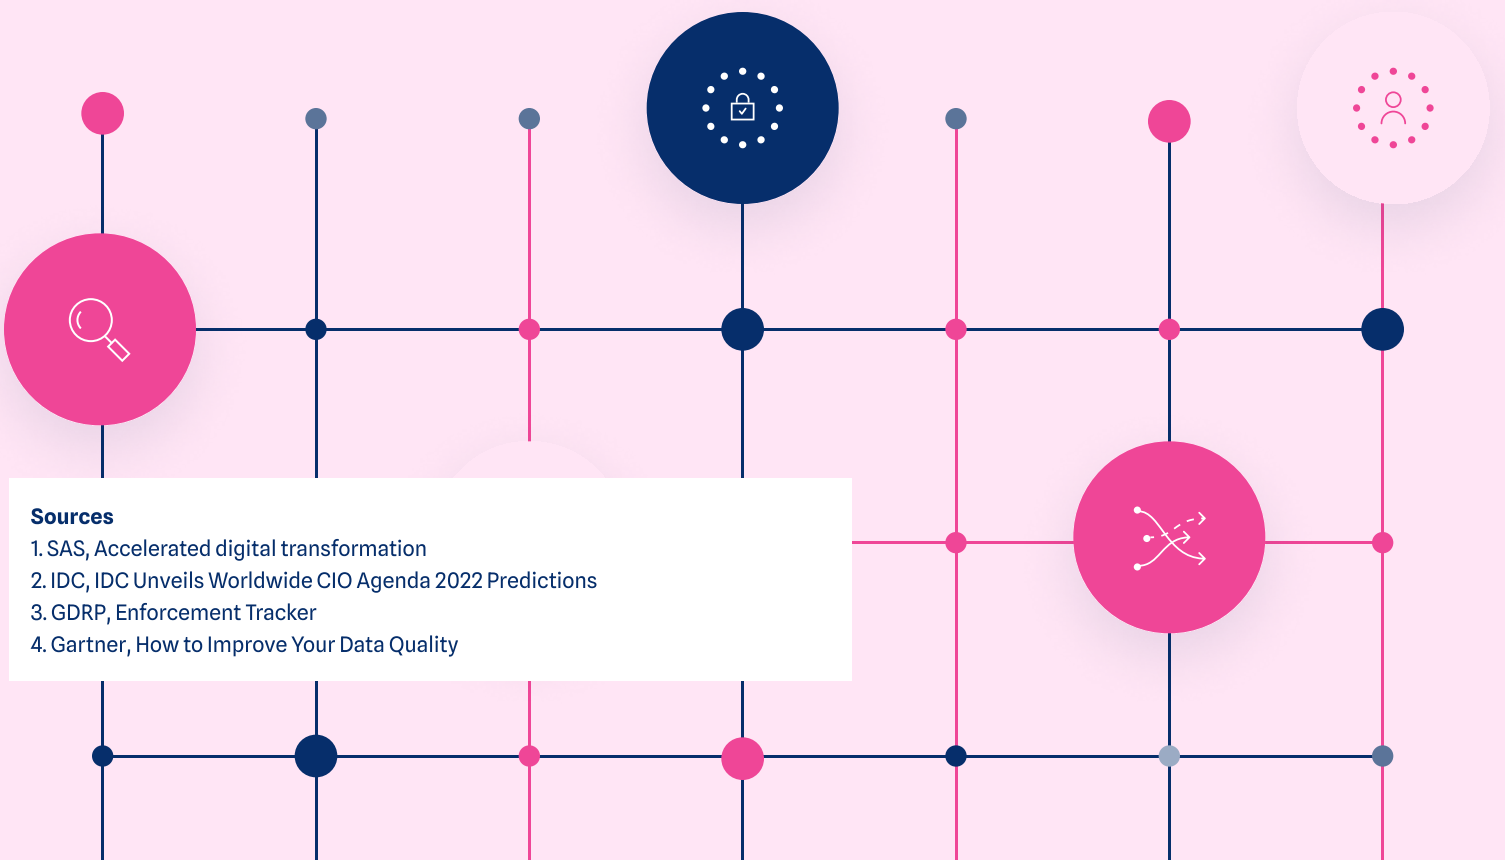 Sources
1. SAS, Accelerated digital transformation
2. IDC, IDC Unveils Worldwide CIO Agenda 2022 Predictions
3. GDRP, Enforcement Tracker
4. Gartner, How to Improve Your Data Quality